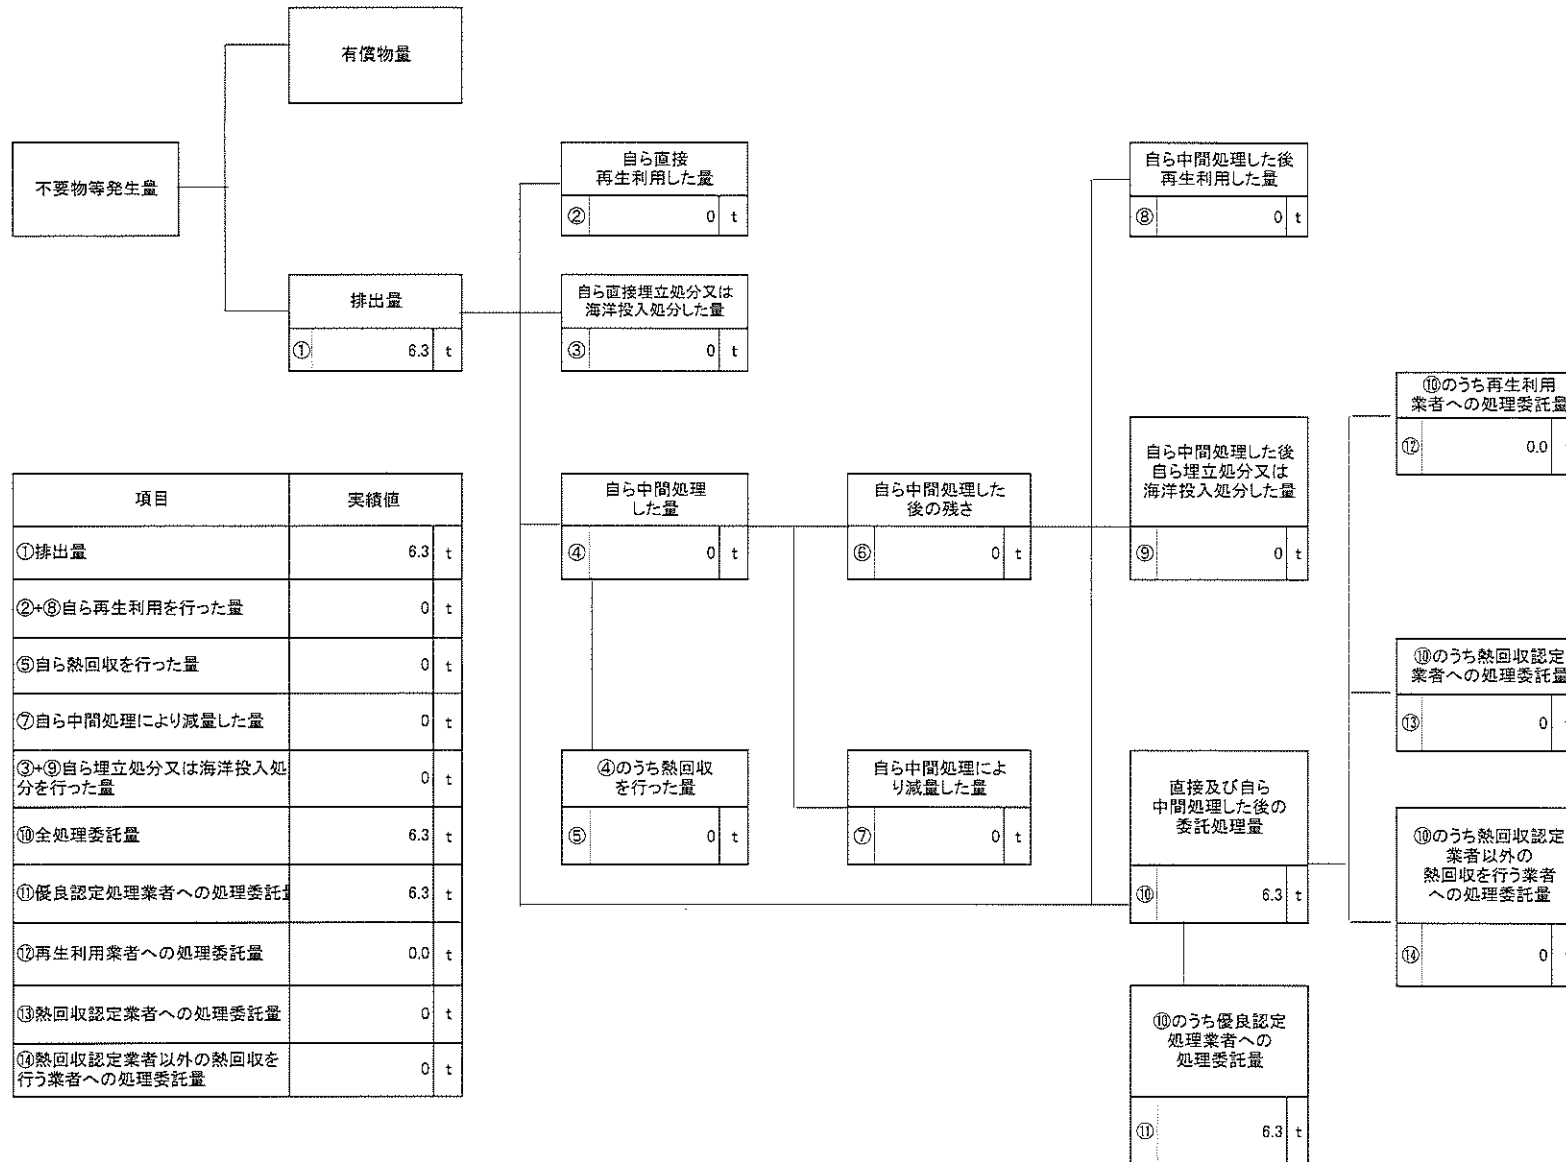 有償物量
不要物等発生量
排出量
① 6.3 t
自ら直接
再生利用した量
② 0 t
自ら直接埋立処分又は
海洋投入処分した量
③ 0 t
自ら中間処理した後
再生利用した量
⑧ 0 t
自ら中間処理
した量
④ 0 t
自ら中間処理した
後の残さ
⑥ 0 t
自ら中間処理した後
自ら埋立処分又は
海洋投入処分した量
⑨ 0 t
④のうち熱回収
を行った量
⑤ 0 t
自ら中間処理によ
り減量した量
⑦ 0 t
直接及び自ら
中間処理した後の
委託処理量
⑩ 6.3 t
⑩のうち優良認定
処理業者への
処理委託量
⑪ 6.3 t
⑩のうち再生利用
業者への処理委託量
⑫ 0.0
⑩のうち熱回収認定
業者への処理委託量
⑬ 0
⑩のうち熱回収認定
業者以外の
熱回収を行う業者
への処理委託量
⑭ 0
項目 実績値
①排出量 6.3 t
②+⑧自ら再生利用を行った量 0 t
⑤自ら熱回収を行った量 0 t
⑦自ら中間処理により減量した量 0 t
③+⑨自ら埋立処分又は海洋投入処
分を行った量 0 t
⑩全処理委託量 6.3 t
⑪優良認定処理業者への処理委託 6.3 t
⑫再生利用業者への処理委託量 0.0 t
⑬熱回収認定業者への処理委託量 0 t
⑭熱回収認定業者以外の熱回収を
行う業者への処理委託量 0 t